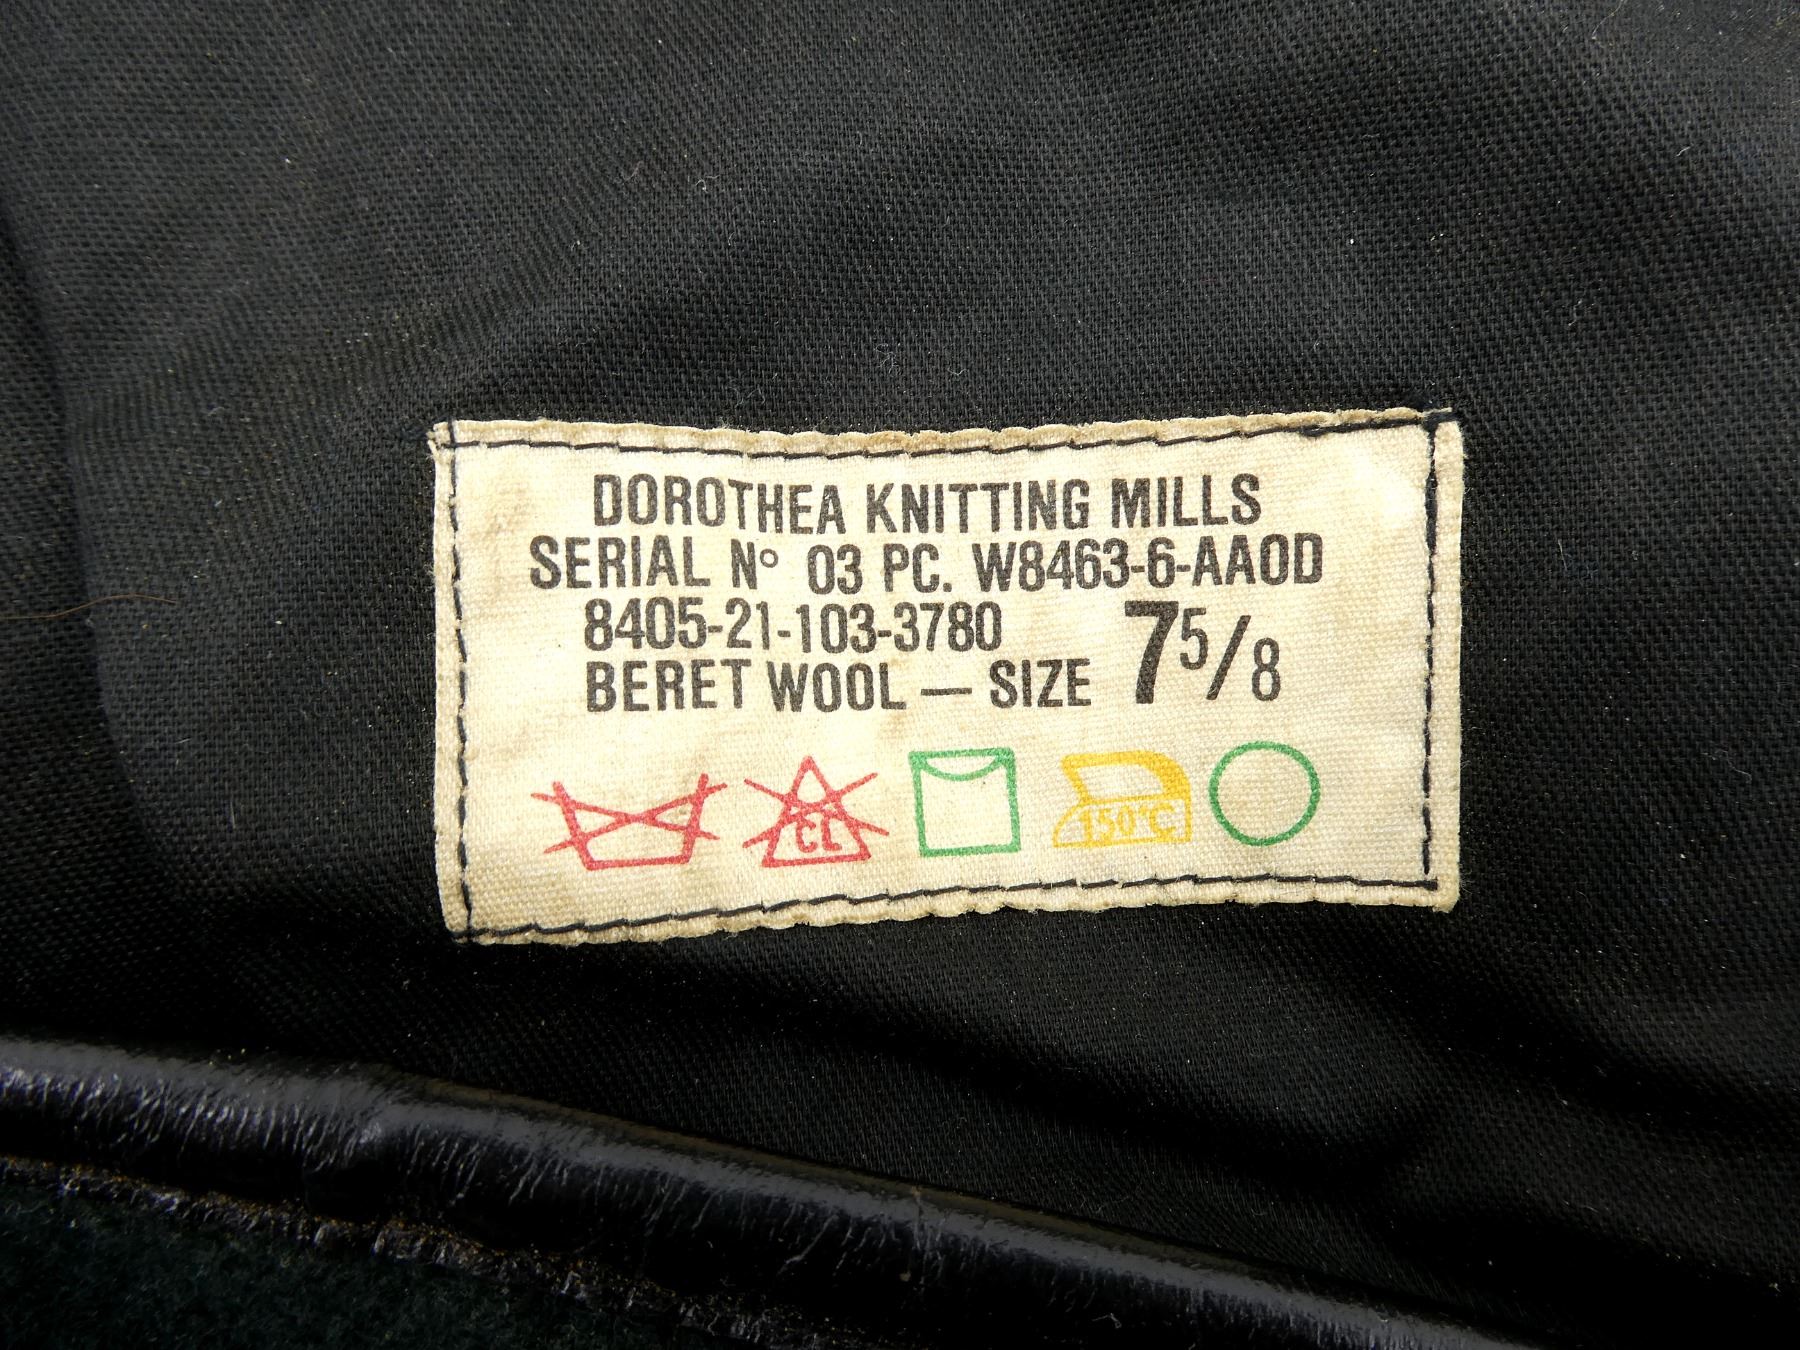 DOROTHEA KNITTING MILLS
SERIAL Nº 03 PC. W8463-6-AAOD
8405-21-103-3780
BERET WOOL — SIZE 7 5/8
CL 150°C